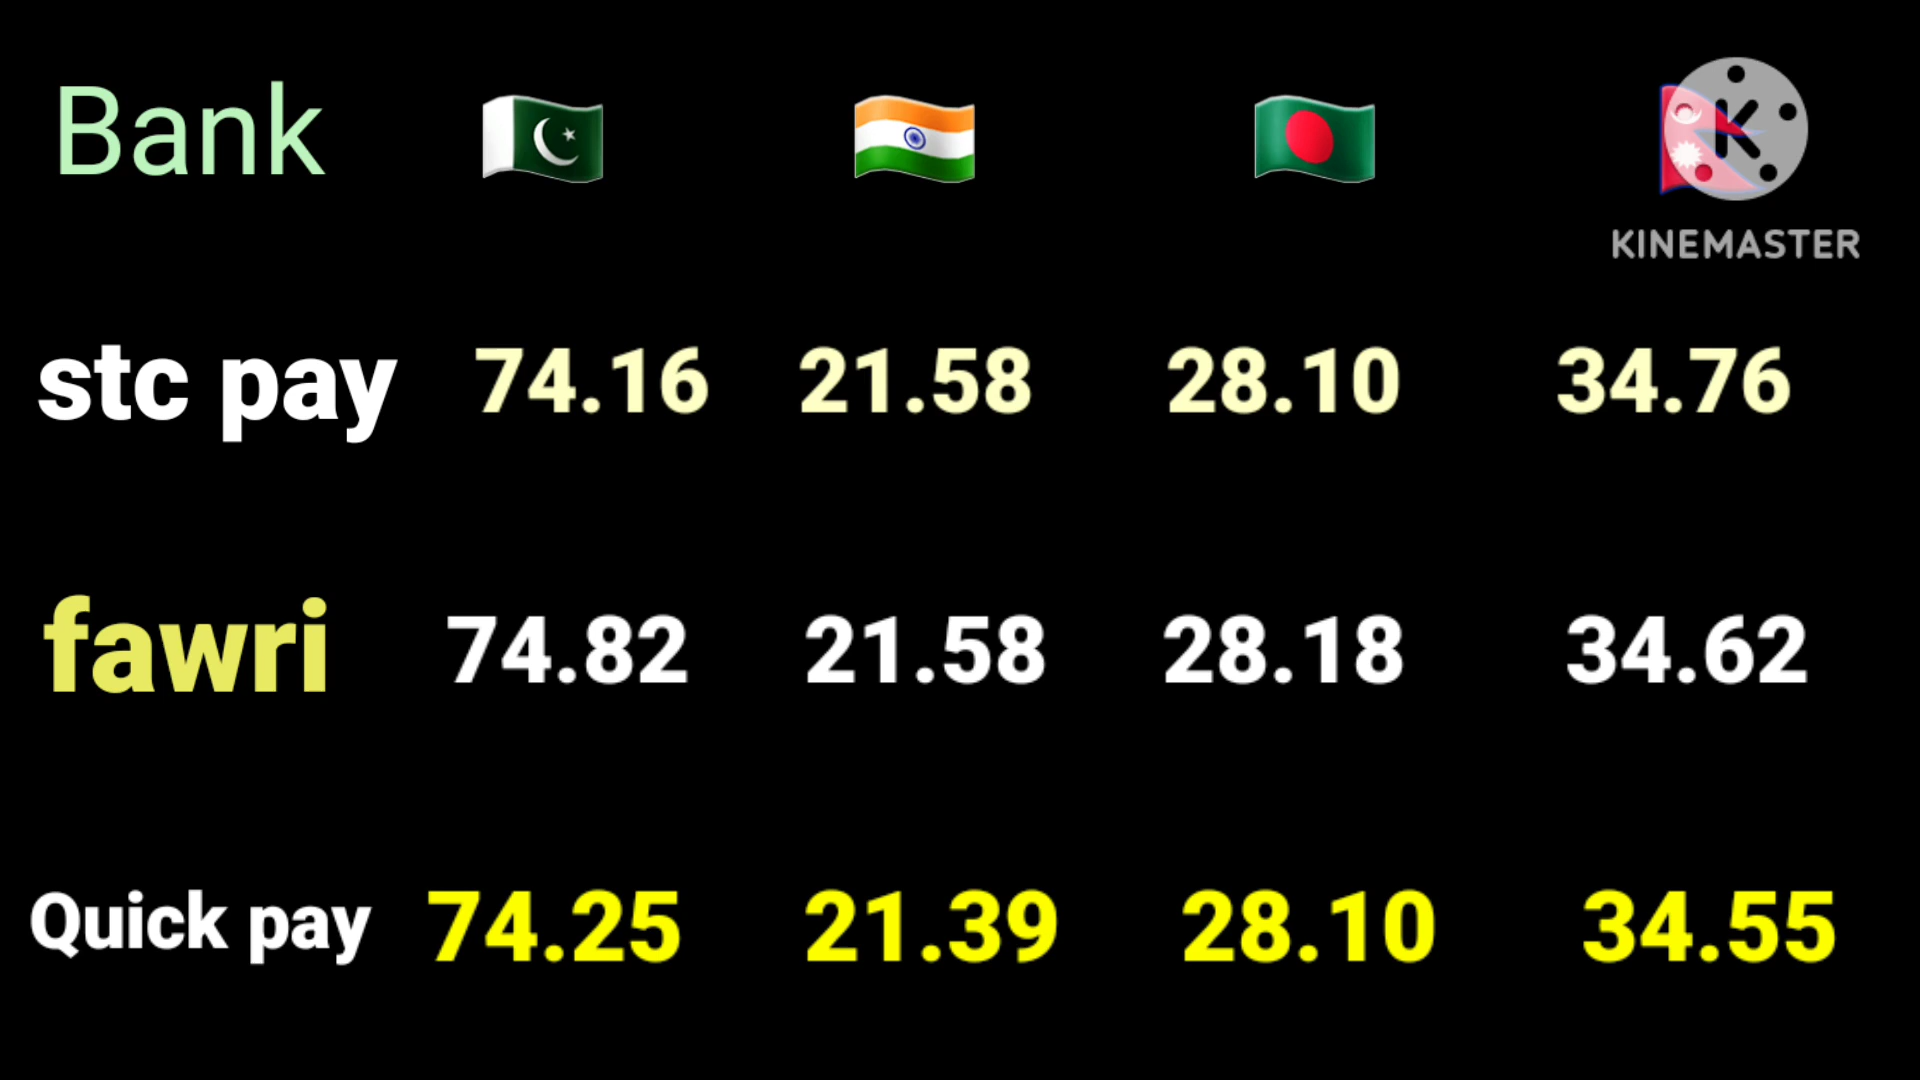 Bank
KINEMASTER
stc pay 74.16 21.58 28.10 34.76
fawri 74.82 21.58 28.18 34.62
Quick pay 74.25 21.39 28.10 34.55